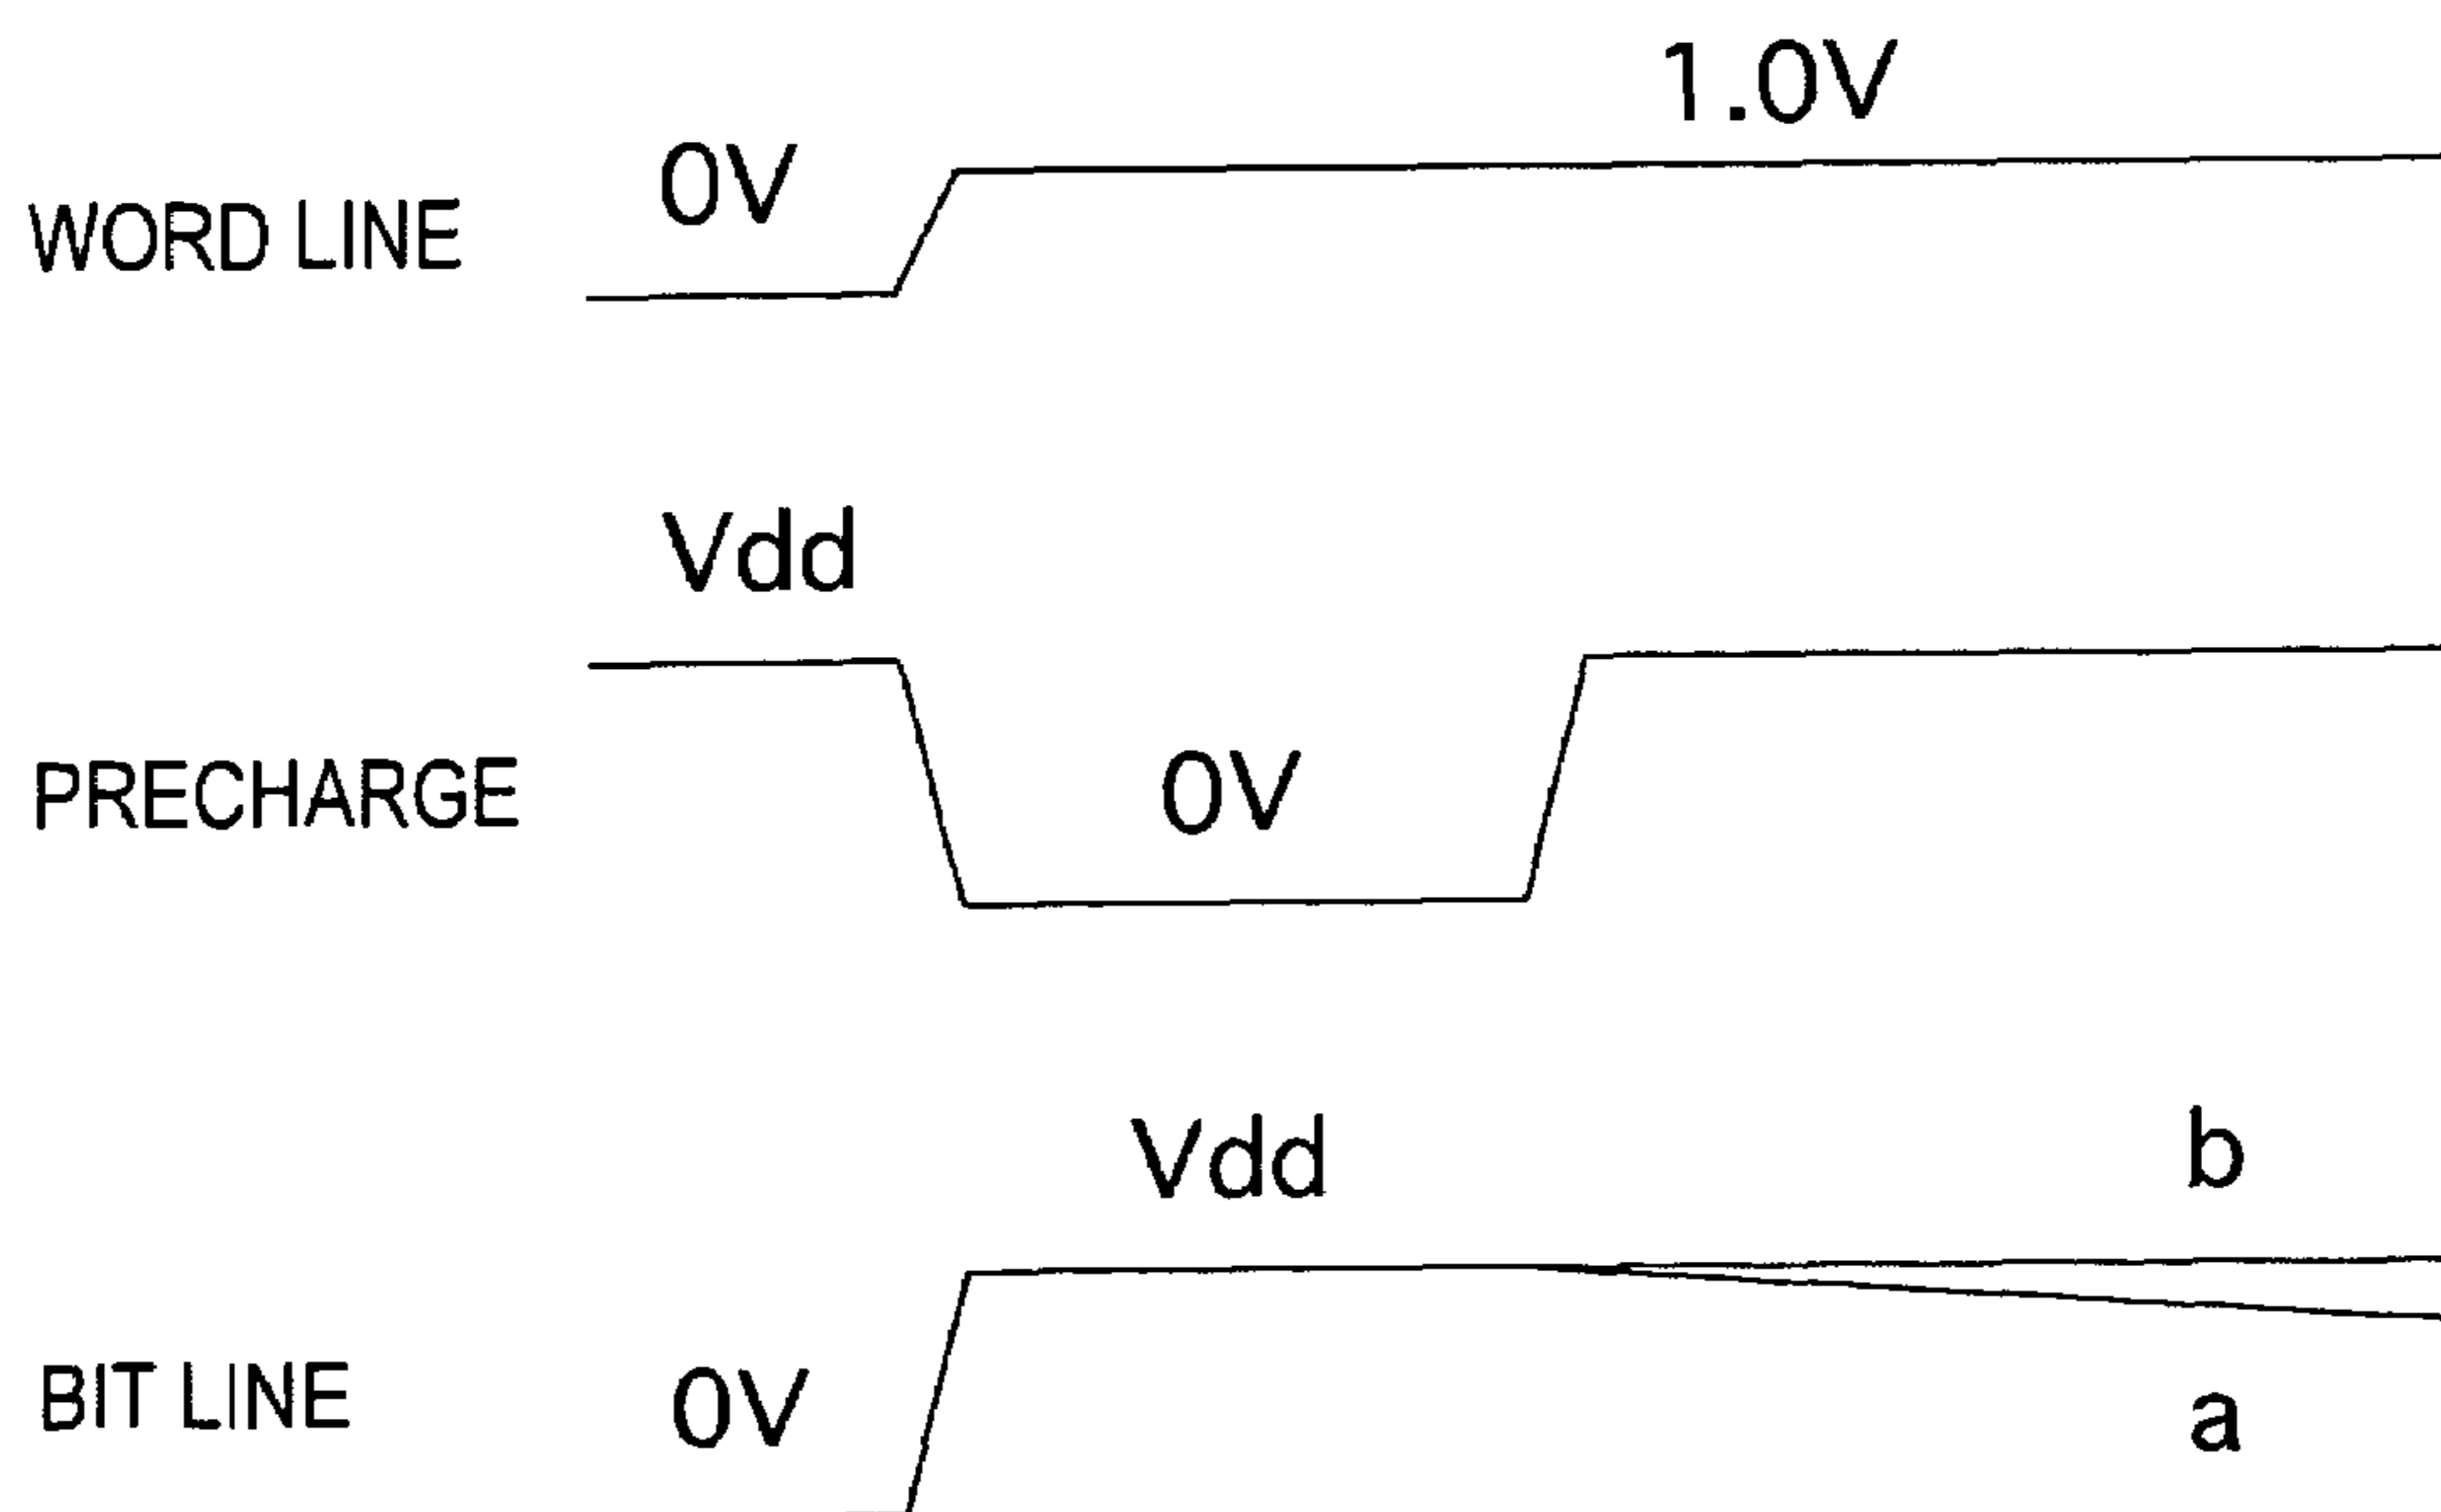 1.0V
0V
WORD LINE
Vdd
0V
PRECHARGE
Vdd
b
BIT LINE
0V
a